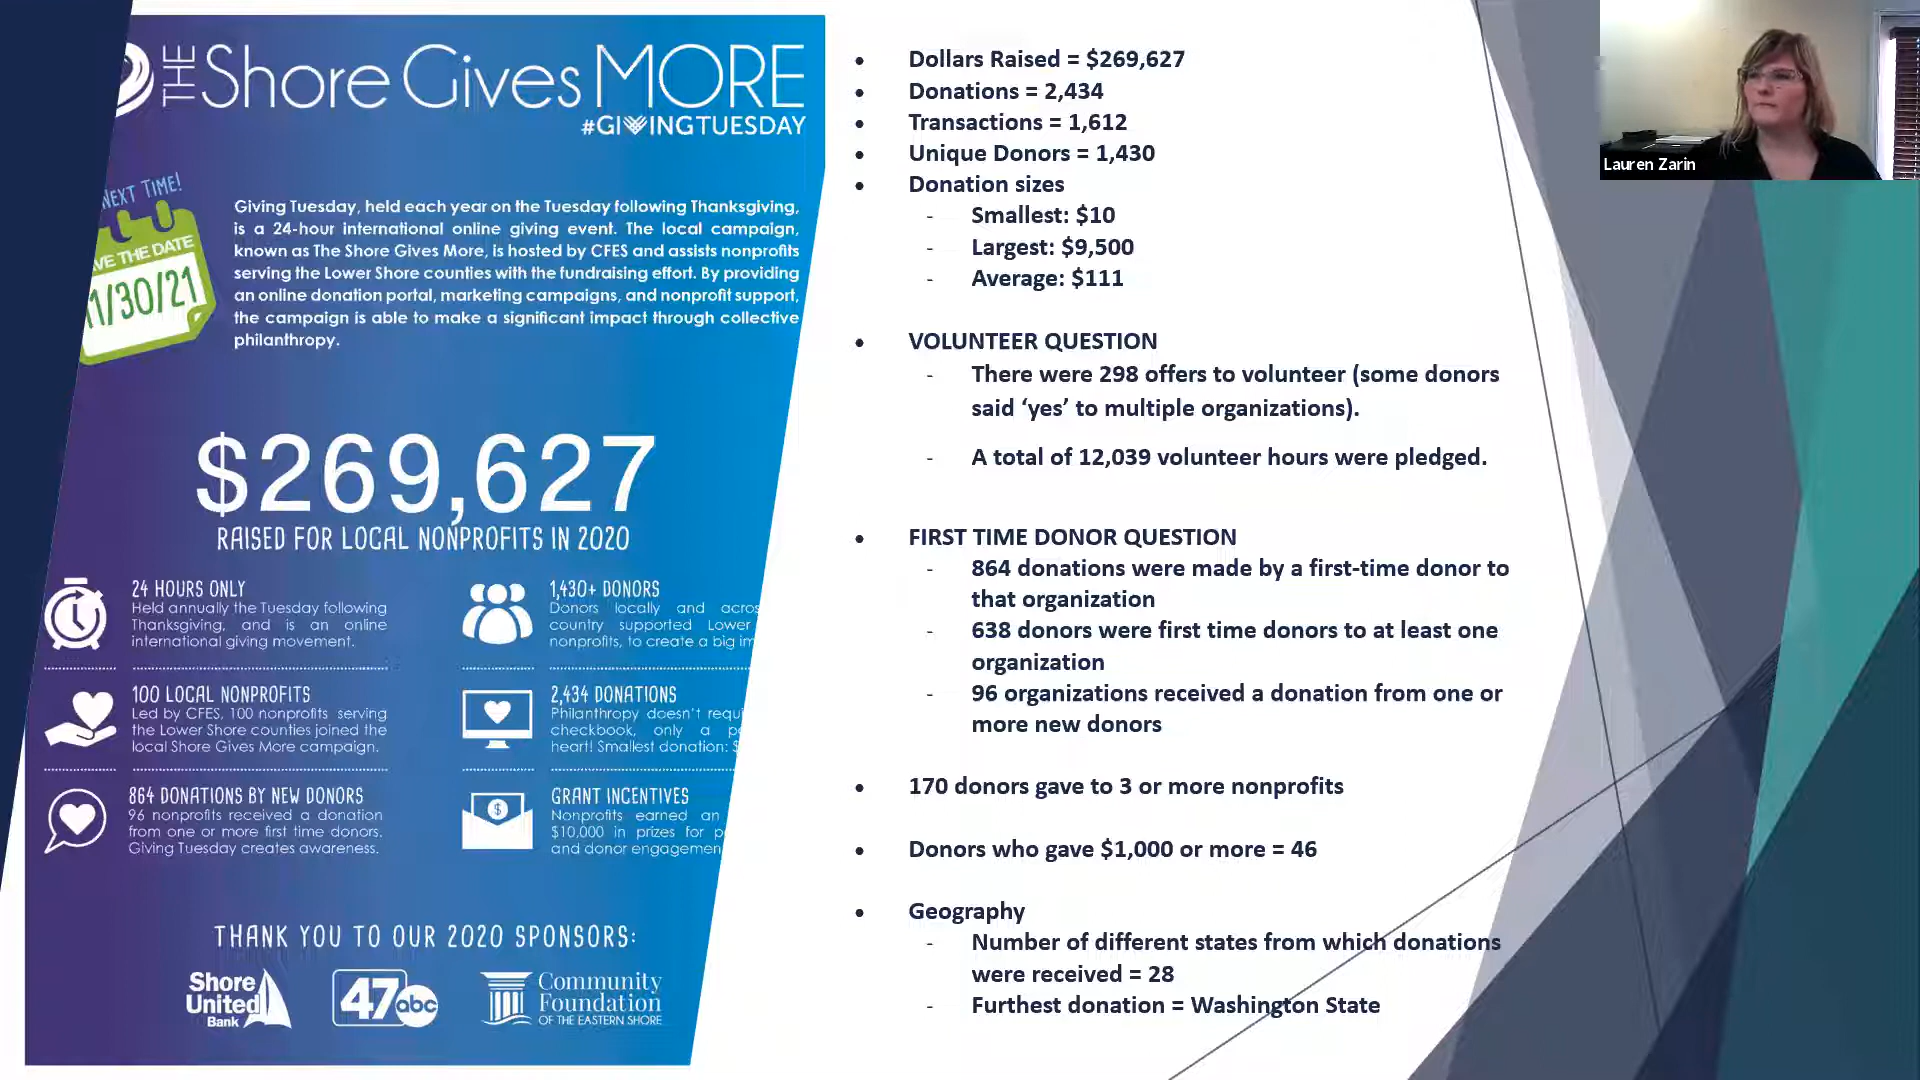 THE Shore Gives MORE
#GIVINGTUESDAY
NEXT TIME!
THE DATE
1/30/21
Giving Tuesday, held each year on the Tuesday following Thanksgiving,
is a 24-hour international online giving event. The local campaign,
known as The Shore Gives More, is hosted by CFES and assists nonprofits
serving the Lower Shore counties with the fundraising effort. By providing
an online donation portal, marketing campaigns, and nonprofit support,
the campaign is able to make a significant impact through collective
philanthropy.
$269,627
RAISED FOR LOCAL NONPROFITS IN 2020
24 HOURS ONLY
Held annually the Tuesday following
Thanksgiving, and is an online
international giving movement.
1,430+ DONORS
Donors locally and acros
country supported Lower
nonprofits, to create a big im
100 LOCAL NONPROFITS
Led by CFES, 100 nonprofits serving
the Lower Shore counties joined the
local Shore Gives More campaign.
2,434 DONATIONS
Philanthropy doesn't requi
checkbook, only a pe
heart! Smallest donation: $
864 DONATIONS BY NEW DONORS
96 nonprofits received a donation
from one or more first time donors.
Giving Tuesday creates awareness.
GRANT INCENTIVES
Nonprofits earned an
$10,000 in prizes for p
and donor engagemen
THANK YOU TO OUR 2020 SPONSORS:
Shore
United
Bank
47 abc
Community
Foundation
OF THE EASTERN SHORE
• Dollars Raised = $269,627
• Donations = 2,434
• Transactions = 1,612
• Unique Donors = 1,430
• Donation sizes
- Smallest: $10
- Largest: $9,500
- Average: $111
• VOLUNTEER QUESTION
- There were 298 offers to volunteer (some donors
said ‘yes’ to multiple organizations).
- A total of 12,039 volunteer hours were pledged.
• FIRST TIME DONOR QUESTION
- 864 donations were made by a first-time donor to
that organization
- 638 donors were first time donors to at least one
organization
- 96 organizations received a donation from one or
more new donors
• 170 donors gave to 3 or more nonprofits
• Donors who gave $1,000 or more = 46
• Geography
- Number of different states from which donations
were received = 28
- Furthest donation = Washington State
Lauren Zarin